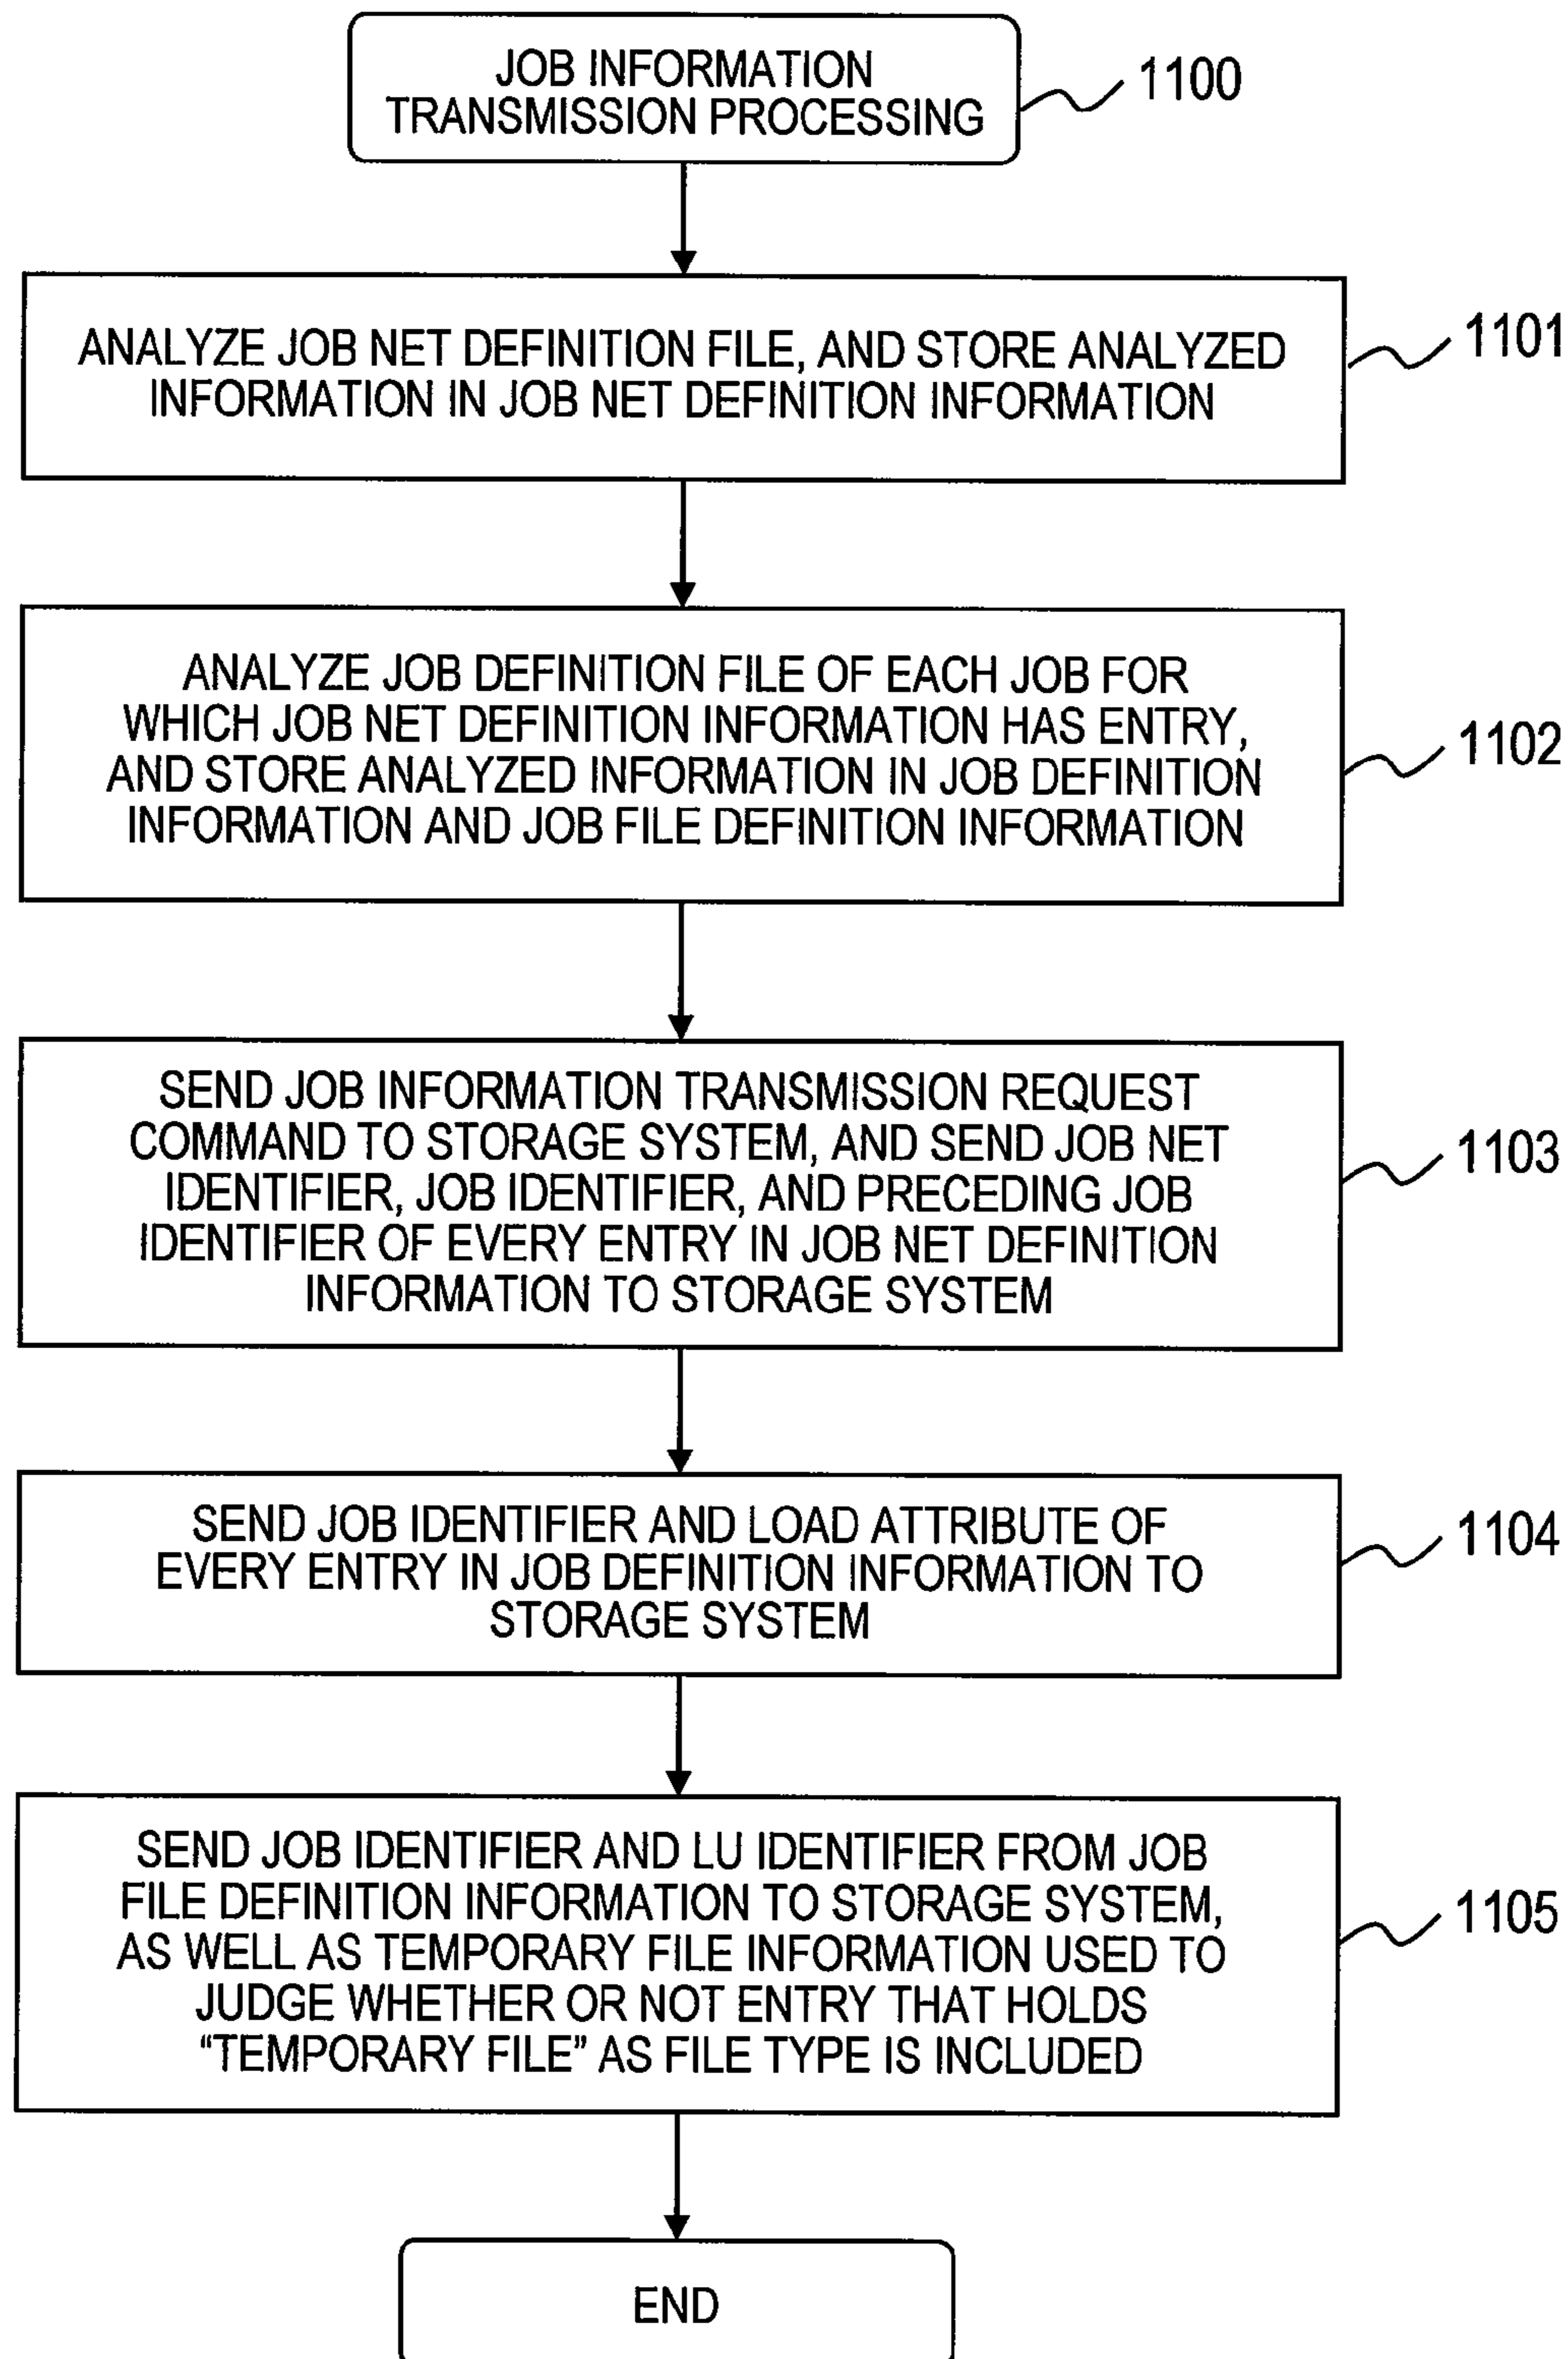 JOB INFORMATION
TRANSMISSION PROCESSING
1100
ANALYZE JOB NET DEFINITION FILE, AND STORE ANALYZED
INFORMATION IN JOB NET DEFINITION INFORMATION
1101
ANALYZE JOB DEFINITION FILE OF EACH JOB FOR
WHICH JOB NET DEFINITION INFORMATION HAS ENTRY,
AND STORE ANALYZED INFORMATION IN JOB DEFINITION
INFORMATION AND JOB FILE DEFINITION INFORMATION
1102
SEND JOB INFORMATION TRANSMISSION REQUEST
COMMAND TO STORAGE SYSTEM, AND SEND JOB NET
IDENTIFIER, JOB IDENTIFIER, AND PRECEDING JOB
IDENTIFIER OF EVERY ENTRY IN JOB NET DEFINITION
INFORMATION TO STORAGE SYSTEM
1103
SEND JOB IDENTIFIER AND LOAD ATTRIBUTE OF
EVERY ENTRY IN JOB DEFINITION INFORMATION TO
STORAGE SYSTEM
1104
SEND JOB IDENTIFIER AND LU IDENTIFIER FROM JOB
FILE DEFINITION INFORMATION TO STORAGE SYSTEM,
AS WELL AS TEMPORARY FILE INFORMATION USED TO
JUDGE WHETHER OR NOT ENTRY THAT HOLDS
“TEMPORARY FILE” AS FILE TYPE IS INCLUDED
1105
END